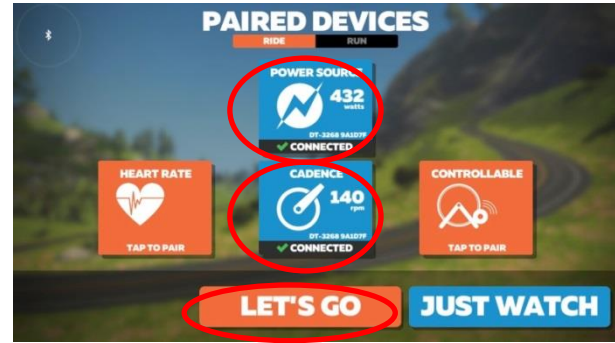 PAIRED DEVICES
RIDE RUN
POWER SOURCE
432
watts
DT-3268 9A1D7F
CONNECTED
HEART RATE
TAP TO PAIR
CADENCE
140
rpm
DT-3268 9A1D7F
CONNECTED
CONTROLLABLE
TAP TO PAIR
LET'S GO
JUST WATCH